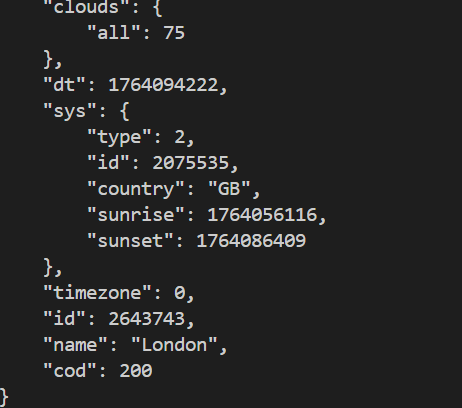 "clouds": {
"all": 75
},
"dt": 1764094222,
"sys": {
"type": 2,
"id": 2075535,
"country": "GB",
"sunrise": 1764056116,
"sunset": 1764086409
},
"timezone": 0,
"id": 2643743,
"name": "London",
"cod": 200
}